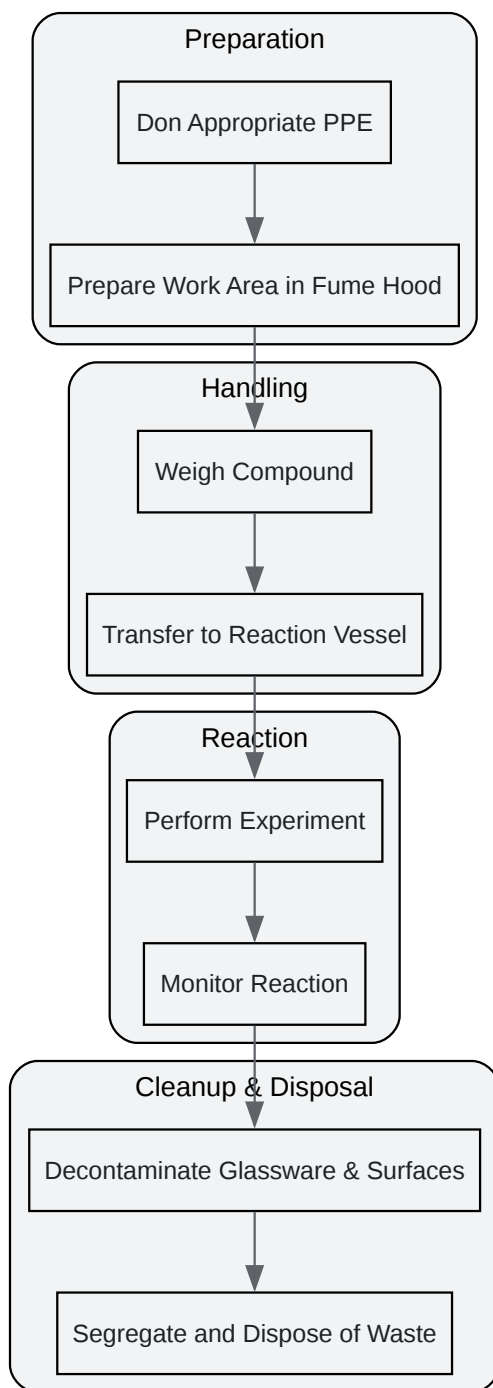 Preparation
Don Appropriate PPE
Prepare Work Area in Fume Hood
Handling
Weigh Compound
Transfer to Reaction Vessel
Reaction
Perform Experiment
Monitor Reaction
Cleanup & Disposal
Decontaminate Glassware & Surfaces
Segregate and Dispose of Waste